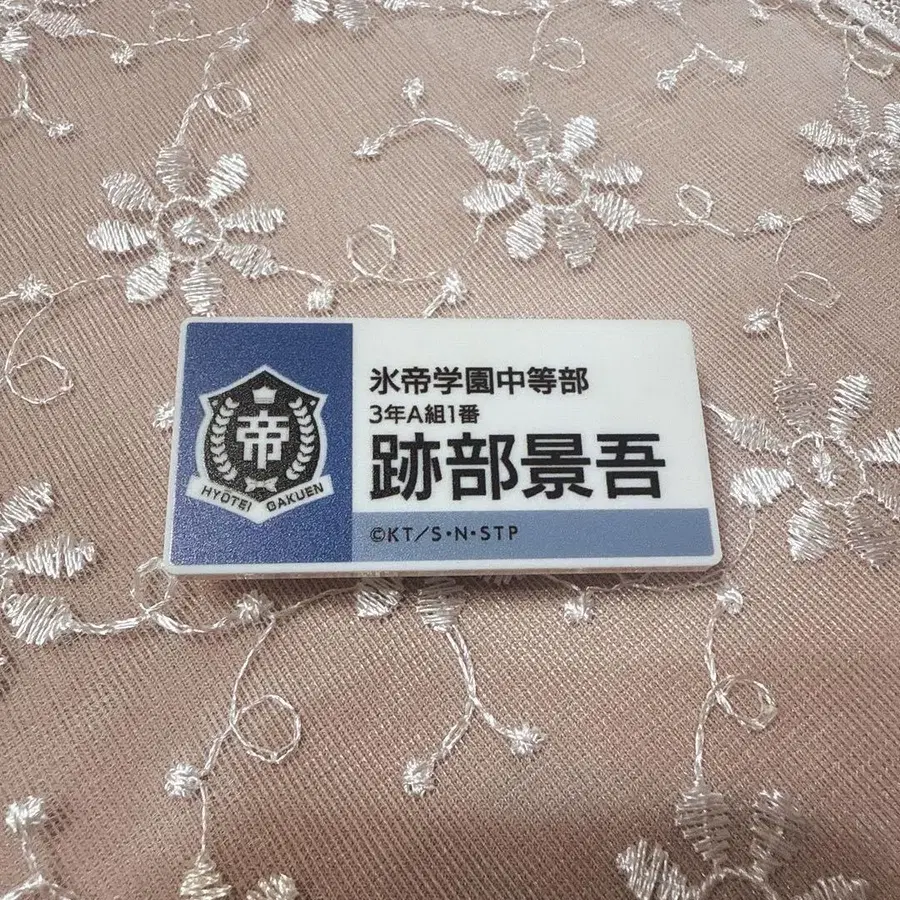 帝
HYOTEI GAKUEN
氷帝学園中等部
3年A組1番
跡部景吾
©KT/S・N・STP